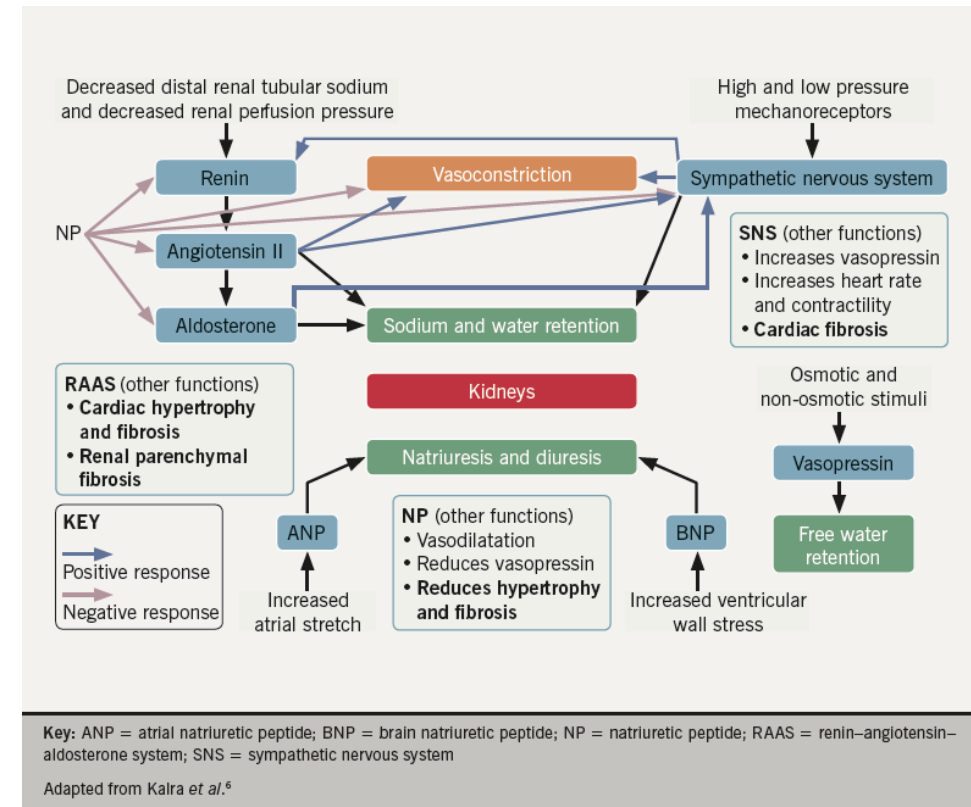 Decreased distal renal tubular sodium
and decreased renal perfusion pressure
High and low pressure
mechanoreceptors
Renin
Vasoconstriction
Sympathetic nervous system
NP
Angiotensin II
Aldosterone
Sodium and water retention
SNS (other functions)
• Increases vasopressin
• Increases heart rate
and contractility
• Cardiac fibrosis
RAAS (other functions)
• Cardiac hypertrophy
and fibrosis
• Renal parenchymal
fibrosis
Kidneys
Osmotic and
non-osmotic stimuli
Natriuresis and diuresis
Vasopressin
KEY
Positive response
Negative response
ANP
NP (other functions)
• Vasodilatation
• Reduces vasopressin
• Reduces hypertrophy
and fibrosis
BNP
Free water
retention
Increased
atrial stretch
Increased ventricular
wall stress
Key: ANP = atrial natriuretic peptide; BNP = brain natriuretic peptide; NP = natriuretic peptide; RAAS = renin–angiotensin–
aldosterone system; SNS = sympathetic nervous system
Adapted from Kalra et al.⁶